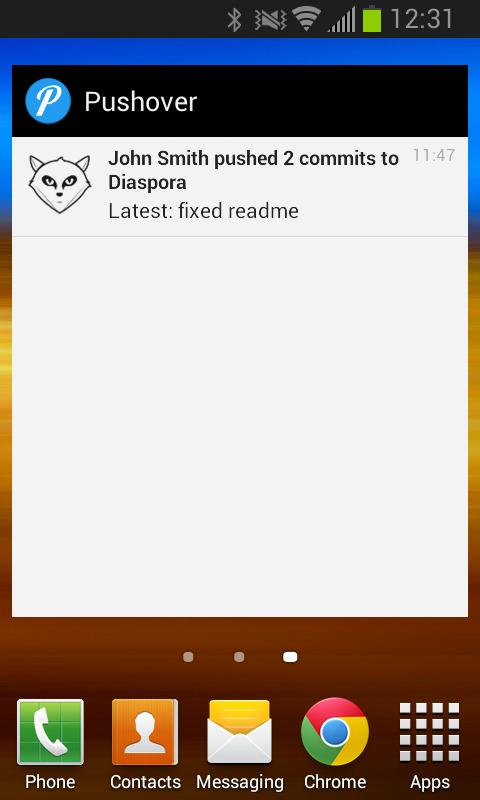 12:31
Pushover
John Smith pushed 2 commits to 11:47
Diaspora
Latest: fixed readme
Phone Contacts Messaging Chrome Apps